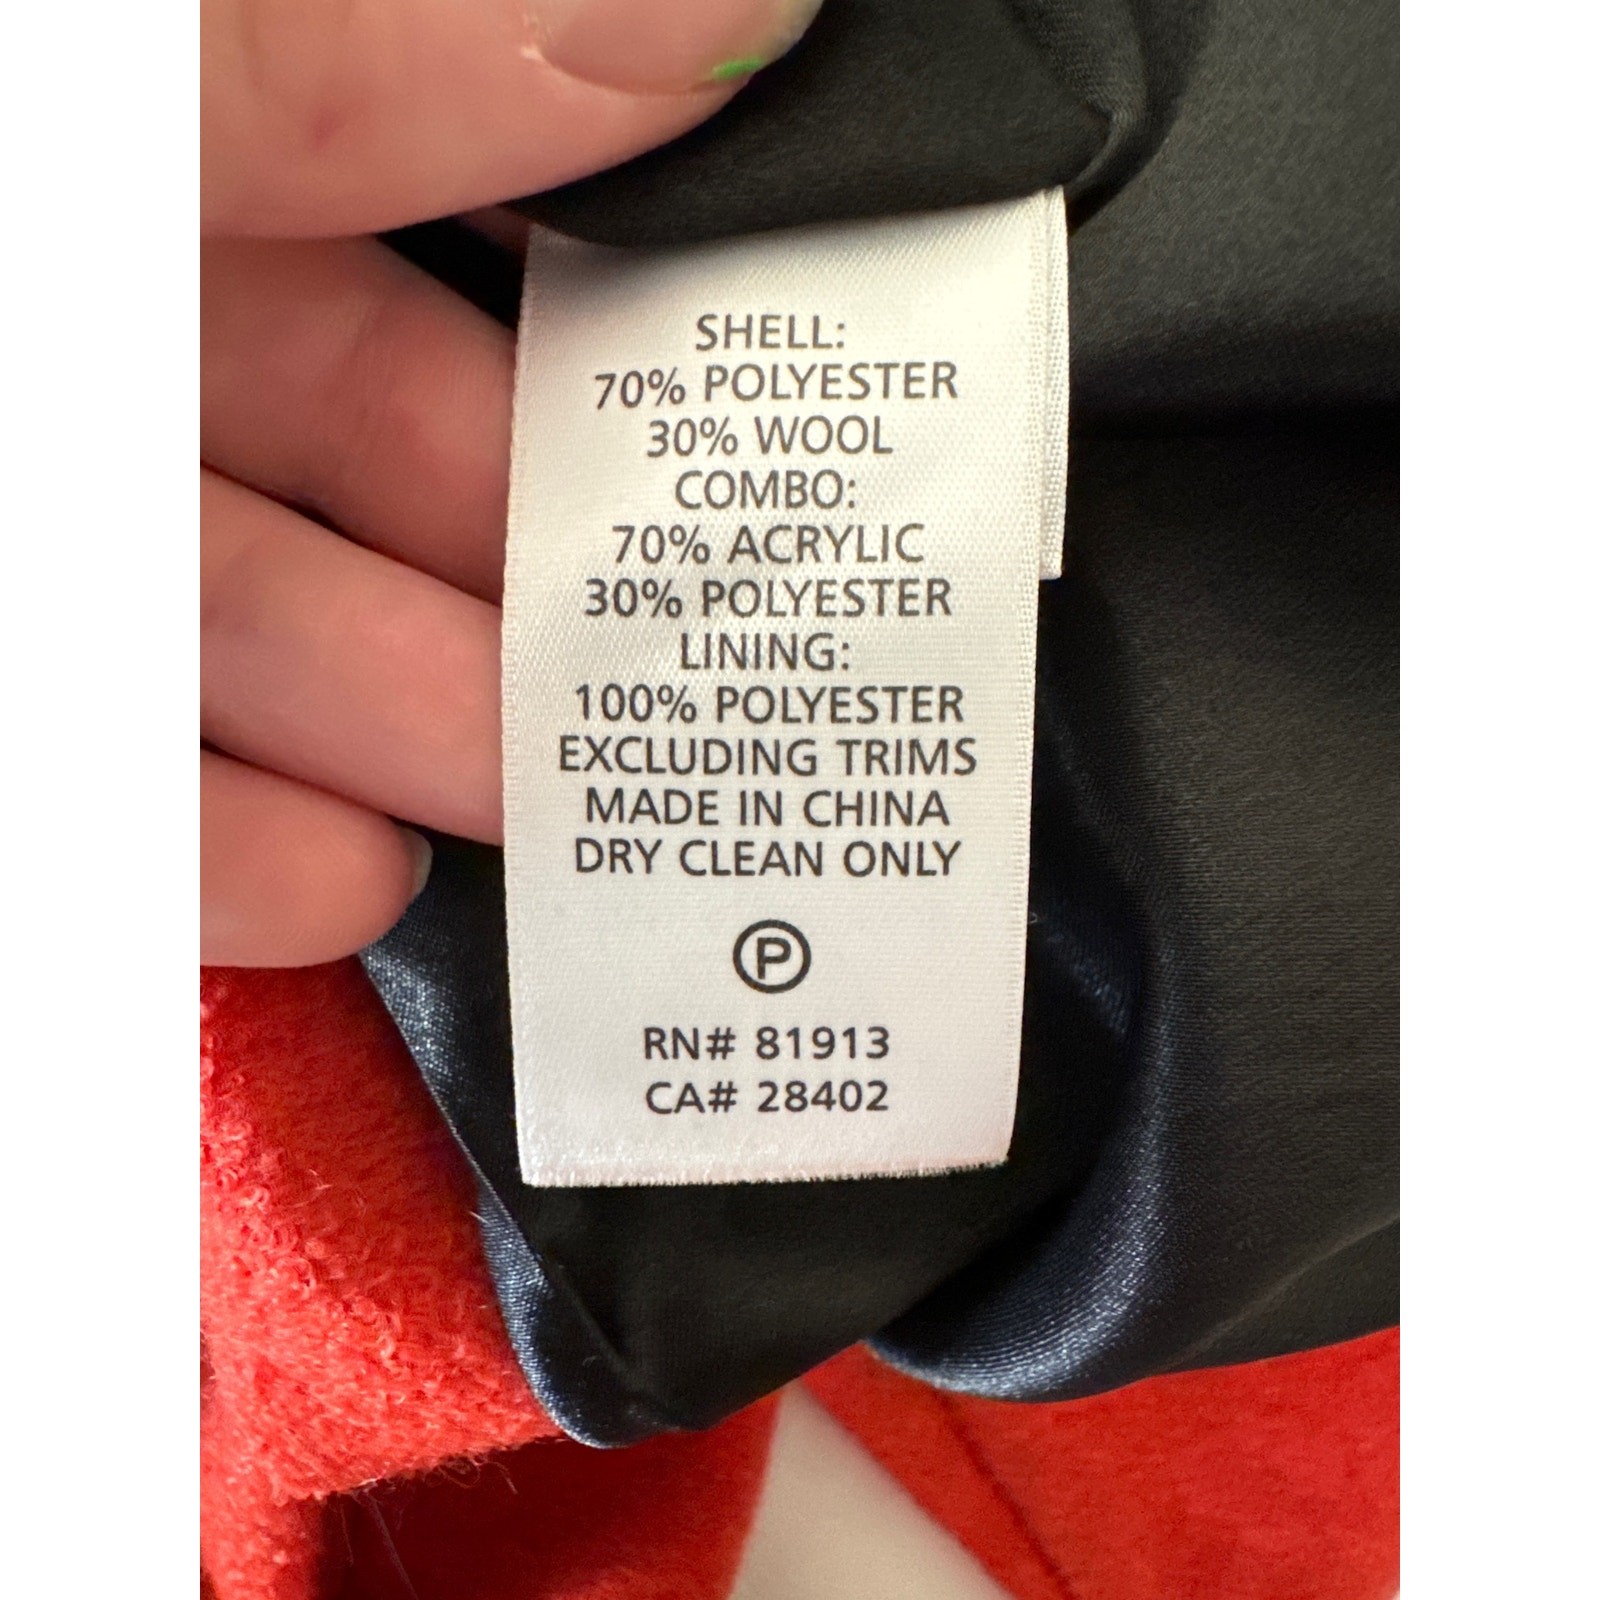 SHELL:
70% POLYESTER
30% WOOL
COMBO:
70% ACRYLIC
30% POLYESTER
LINING:
100% POLYESTER
EXCLUDING TRIMS
MADE IN CHINA
DRY CLEAN ONLY
P
RN# 81913
CA# 28402